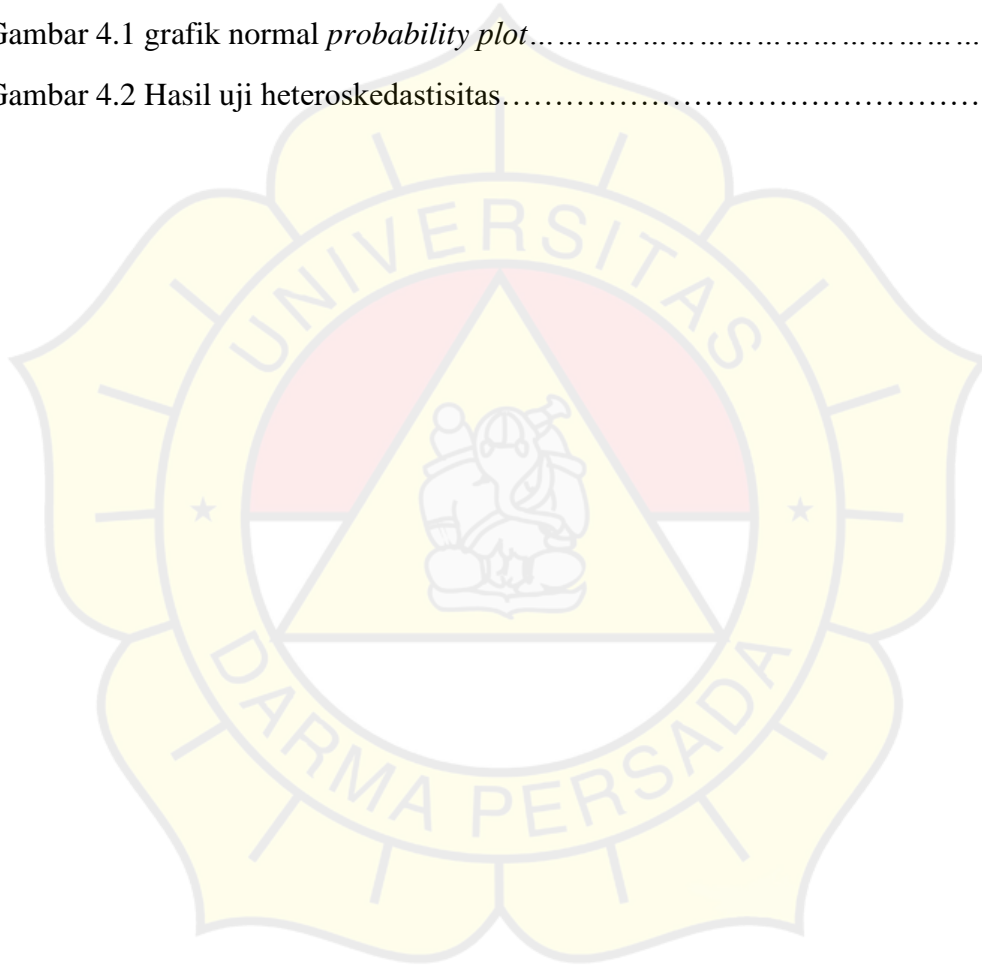 Gambar 4.1 grafik normal probability plot……………………………………………
Gambar 4.2 Hasil uji heteroskedastisitas………………………………………
UNIVERSITAS
DARMA PERSADA